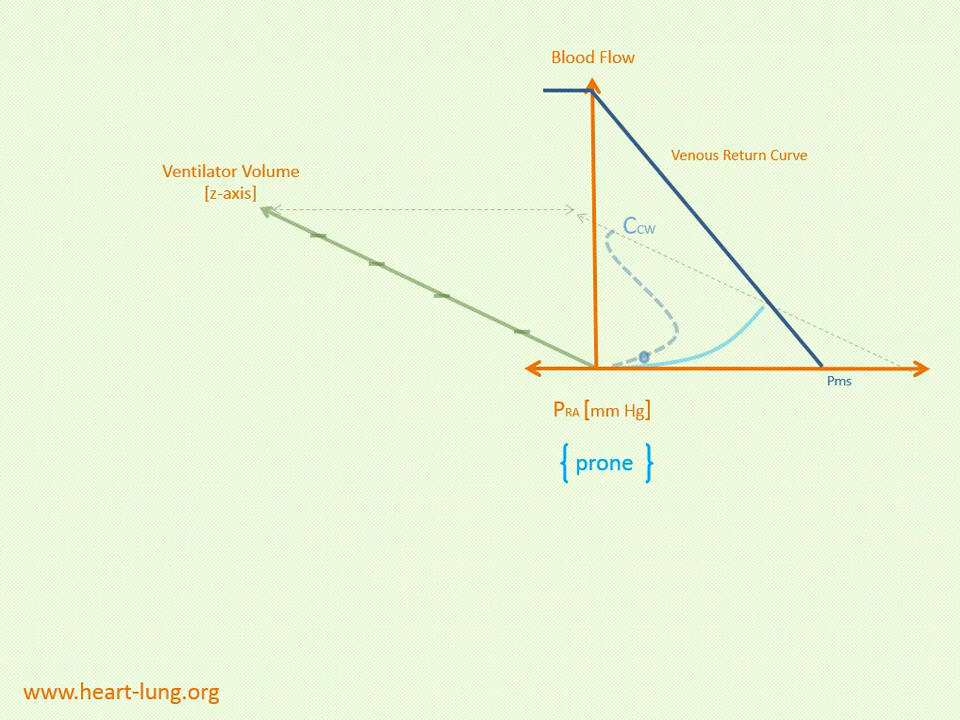 Blood Flow
Venous Return Curve
Ventilator Volume
[z-axis]
CCW
Pms
PRA [mm Hg]
{ prone }
www.heart-lung.org